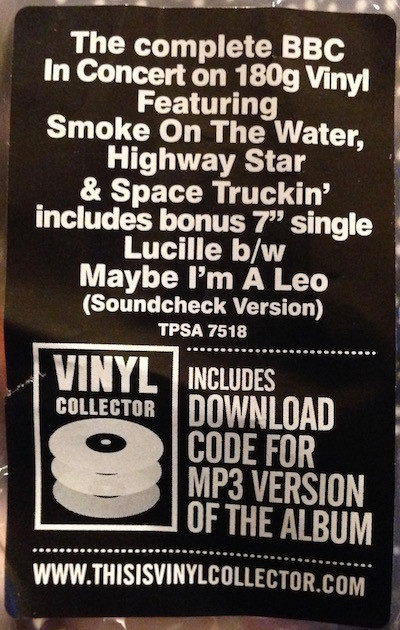 The complete BBC
In Concert on 180g Vinyl
Featuring
Smoke On The Water,
Highway Star
& Space Truckin'
includes bonus 7" single
Lucille b/w
Maybe I'm A Leo
(Soundcheck Version)
TPSA 7518
VINYL
COLLECTOR
INCLUDES
DOWNLOAD
CODE FOR
MP3 VERSION
OF THE ALBUM
WWW.THISISVINYLCOLLECTOR.COM